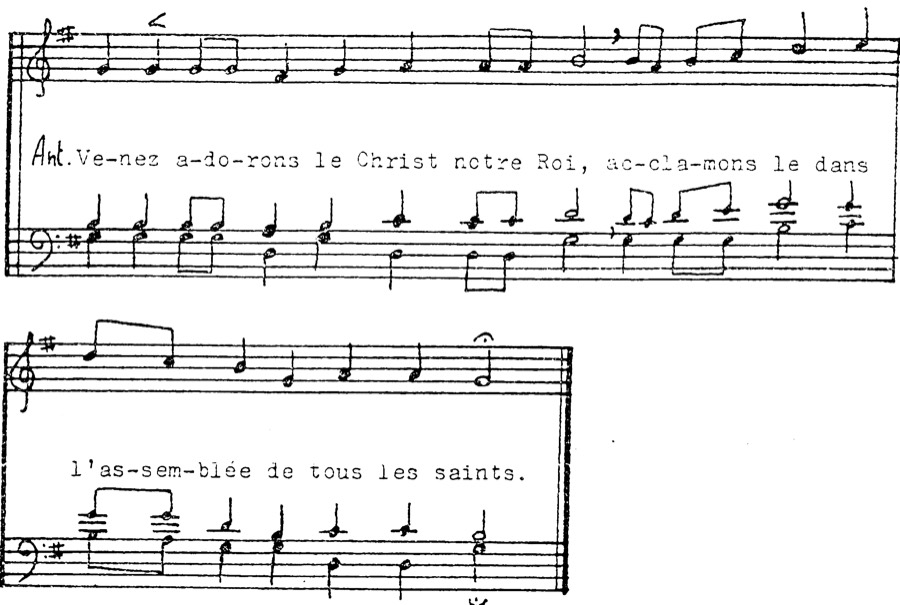 Ant. Ve-nez a-do-rons le Christ notre Roi, ac-cla-mons le dans
l'as-sem-blée de tous les saints.